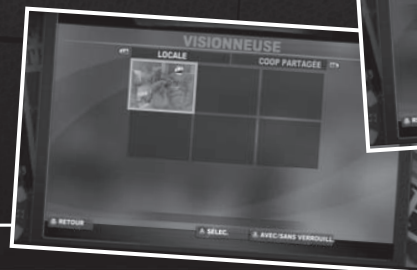 VISIONNEUSE
LOCALE COOP PARTAGÉE
RETOUR
SÉLEC. AVEC/SANS VERROUILL